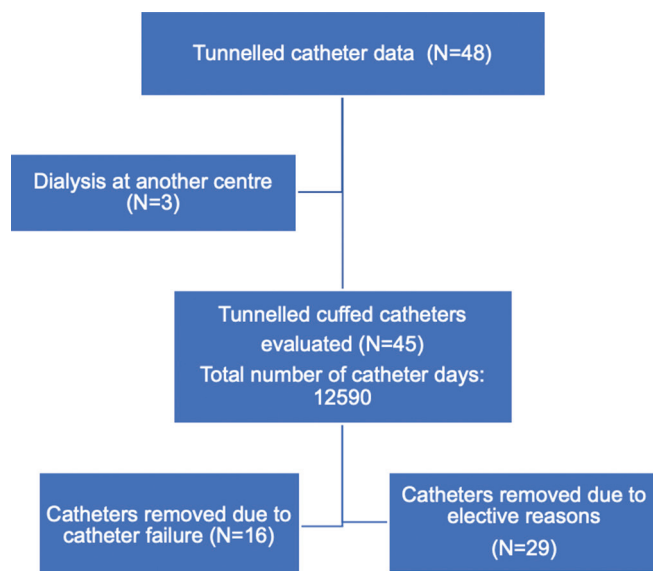 Tunnelled catheter data (N=48)
Dialysis at another centre
(N=3)
Tunnelled cuffed catheters
evaluated (N=45)
Total number of catheter days:
12590
Catheters removed due to
catheter failure (N=16)
Catheters removed due to
elective reasons
(N=29)